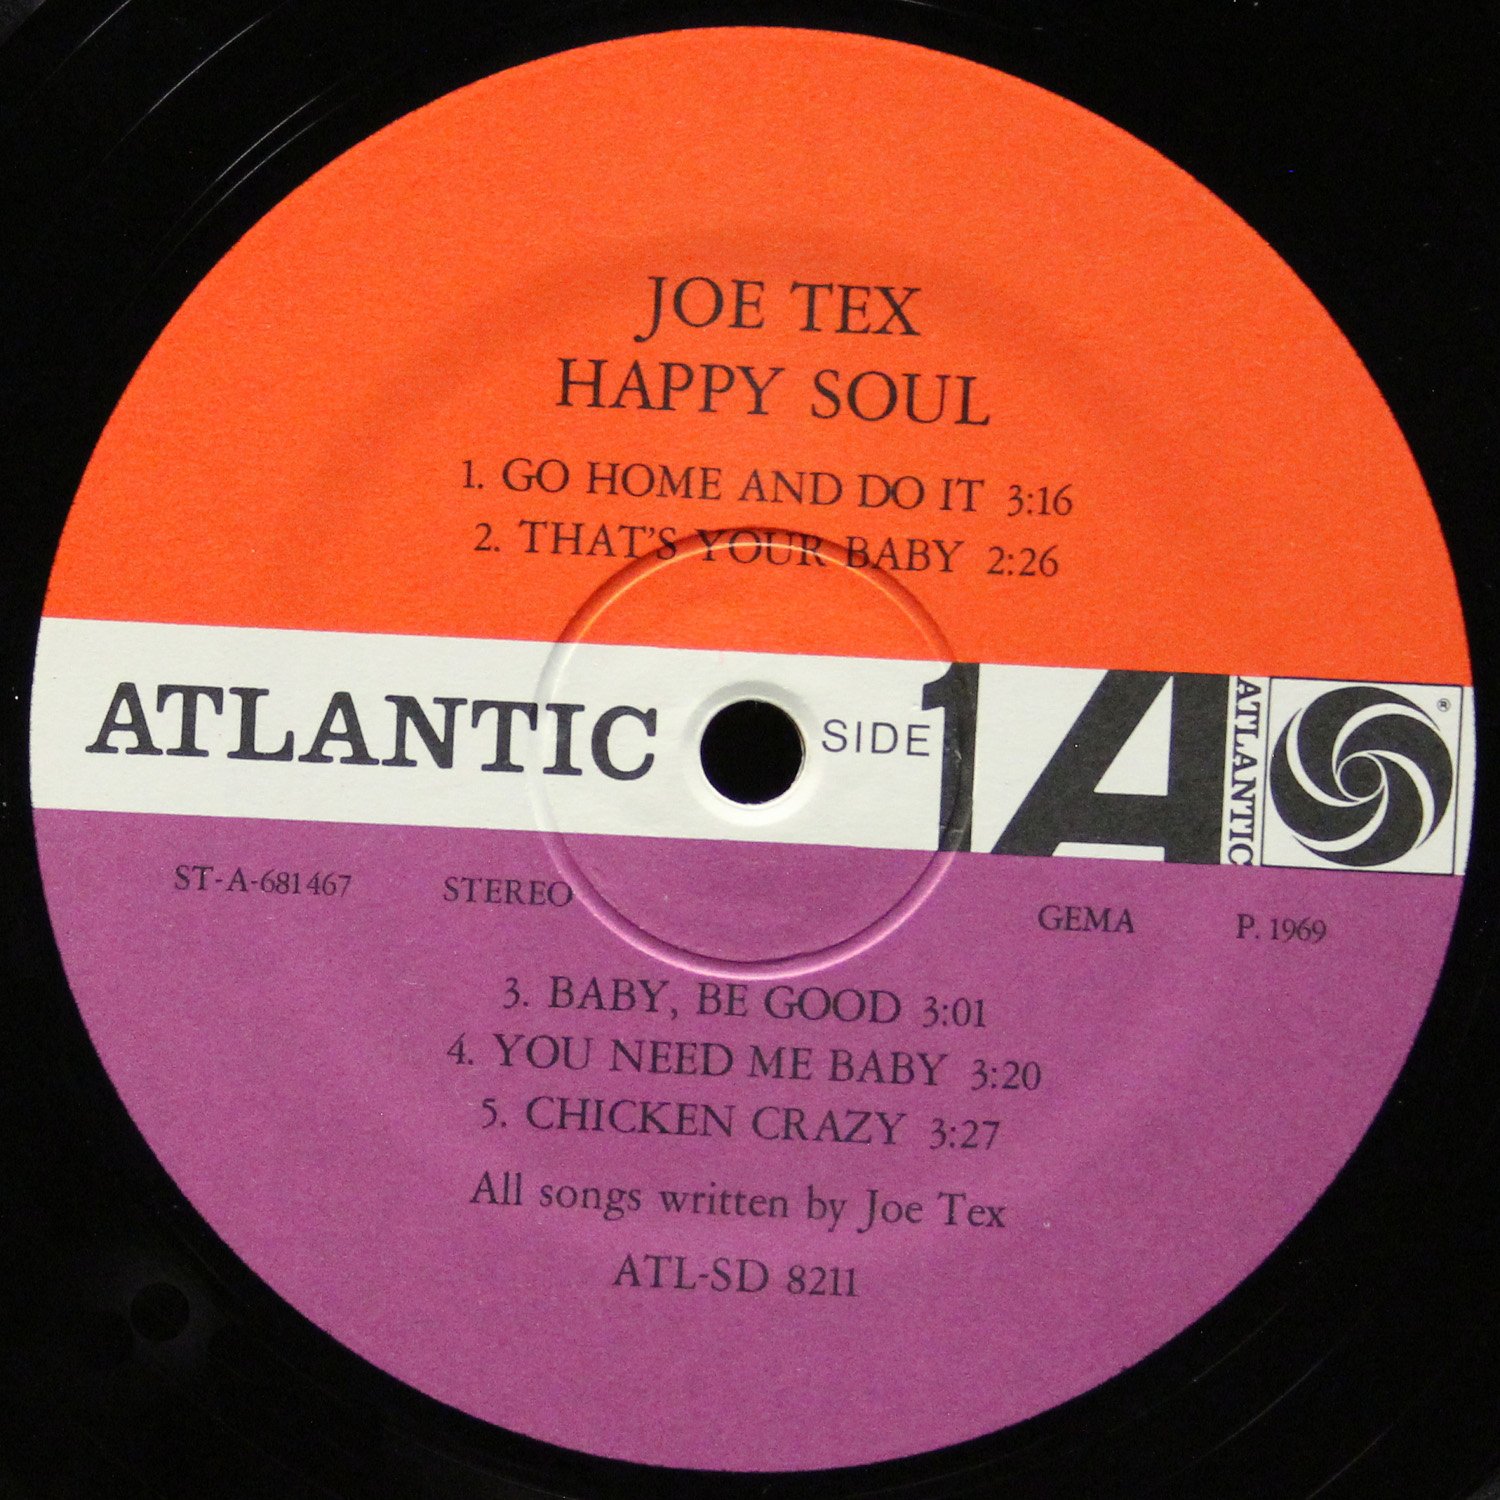 JOE TEX
HAPPY SOUL
1. GO HOME AND DO IT 3:16
2. THAT'S YOUR BABY 2:26
ATLANTIC SIDE 1 A ATLANTIC ®
ST-A-681467 STEREO GEMA P. 1969
3. BABY, BE GOOD 3:01
4. YOU NEED ME BABY 3:20
5. CHICKEN CRAZY 3:27
All songs written by Joe Tex
ATL-SD 8211